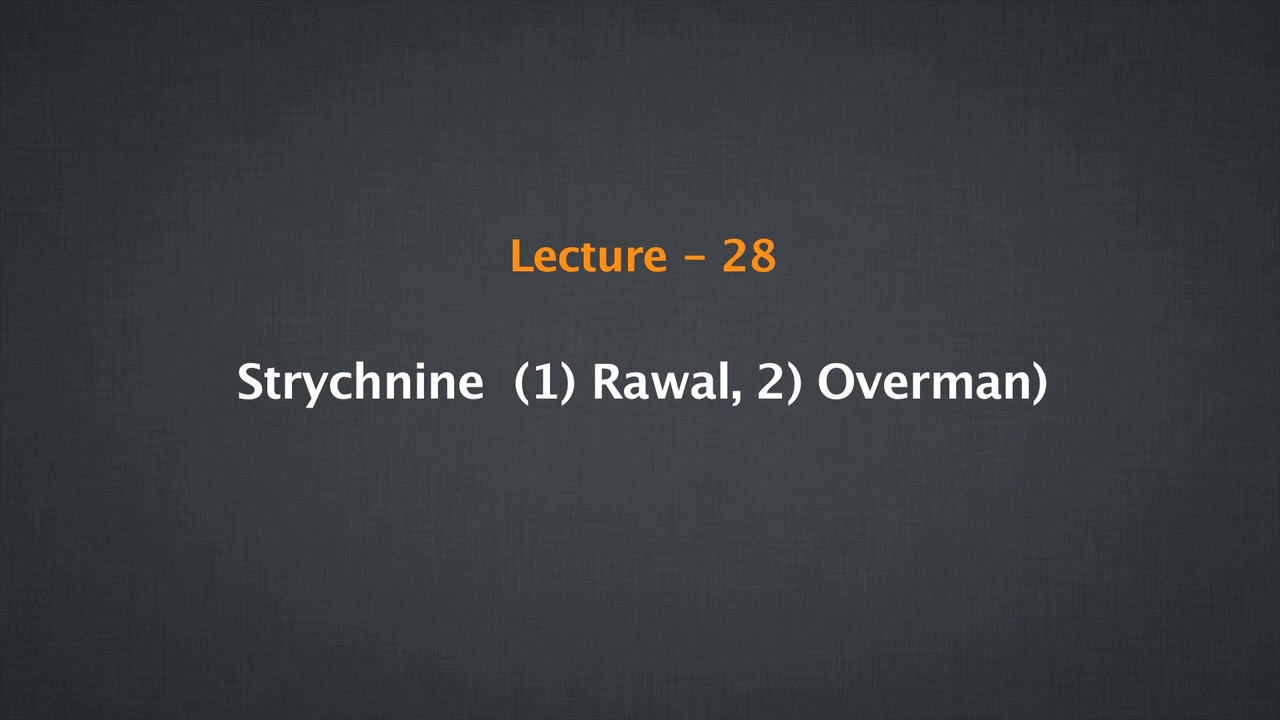 Lecture – 28
Strychnine (1) Rawal, 2) Overman)